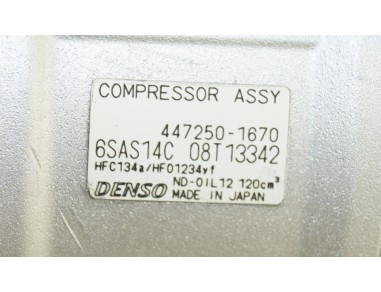 COMPRESSOR ASSY
447250-1670
6SAS14C 08T13342
HFC134a/HFO1234yf
ND-OIL12 120cm³
DENSO MADE IN JAPAN